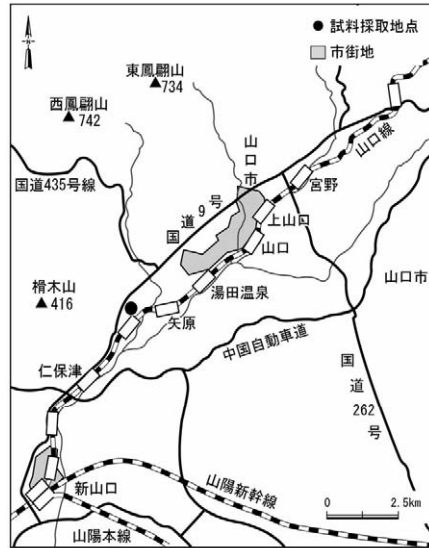 試料採取地点
市街地
東鳳翩山
734
西鳳翩山
742
国道435号線
国道9号
山口市
山口線
宮野
上山口
山口
湯田温泉
矢原
榾木山
416
仁保津
中国自動車道
山口市
国道262号
新山口
山陽新幹線
山陽本線
0 2.5km